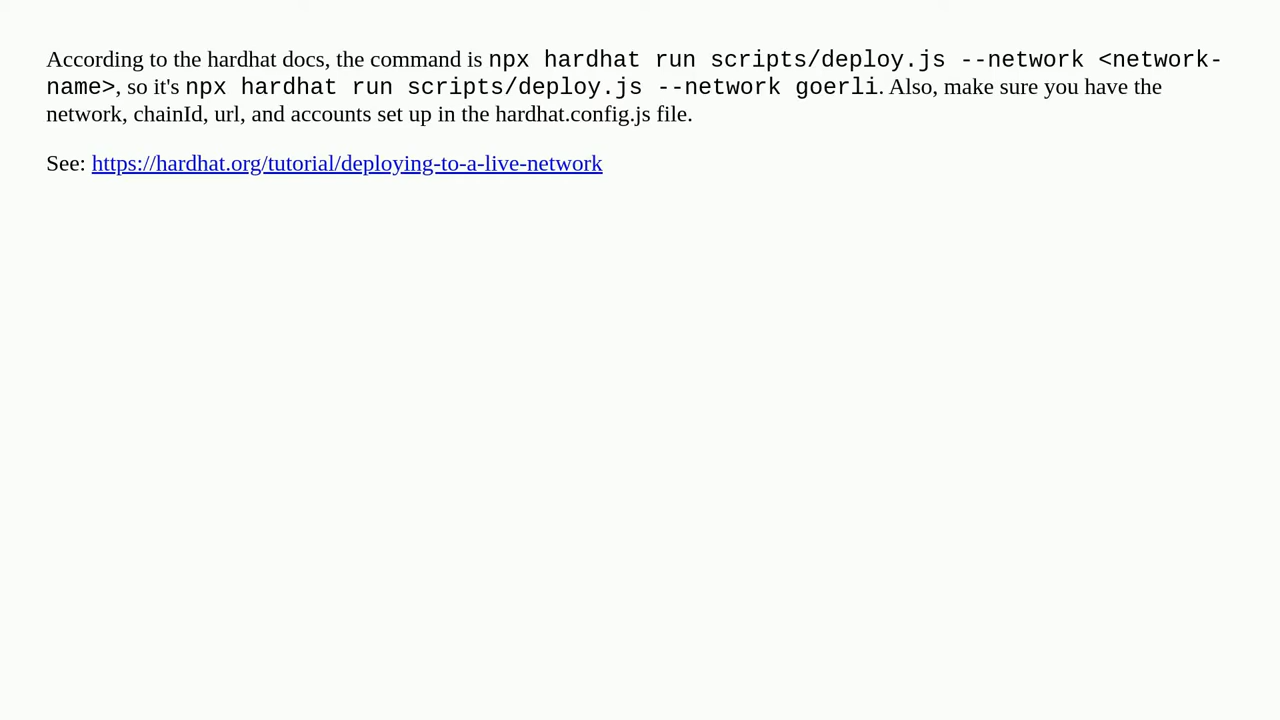 According to the hardhat docs, the command is npx hardhat run scripts/deploy.js --network <network-
name>, so it's npx hardhat run scripts/deploy.js --network goerli. Also, make sure you have the
network, chainId, url, and accounts set up in the hardhat.config.js file.
See: https://hardhat.org/tutorial/deploying-to-a-live-network